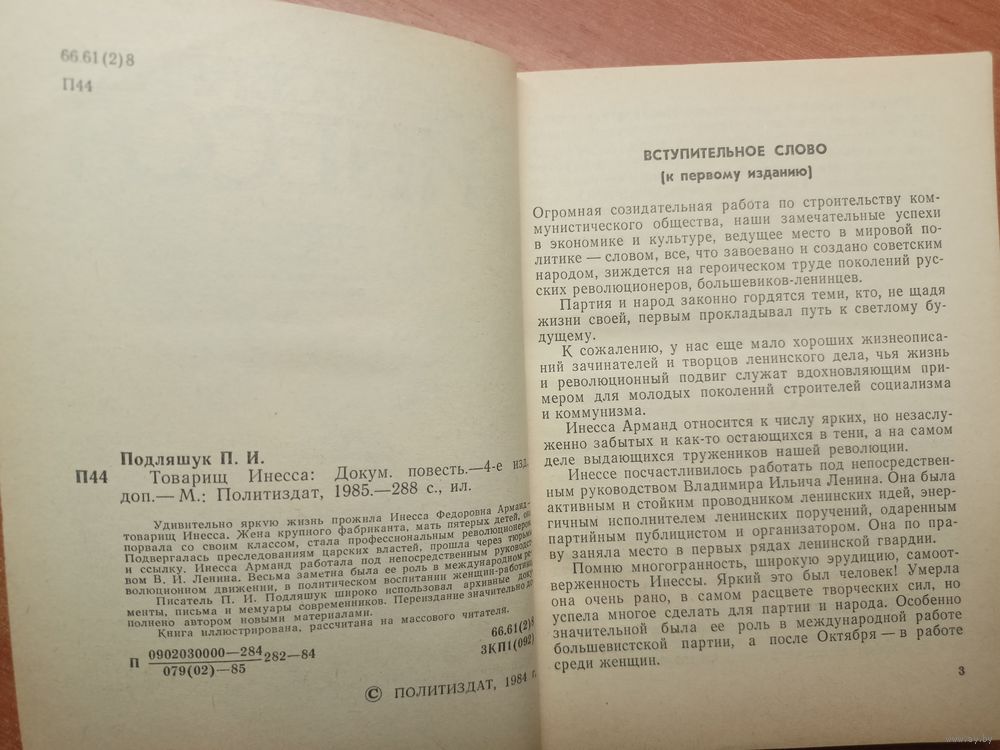 66.61(2)8
П44
Подляшук П. И.
П44 Товарищ Инесса: Докум. повесть.—4-е изд.
доп.— М.: Политиздат, 1985.—288 с., ил.
Удивительно яркую жизнь прожила Инесса Федоровна Арманд—
товарищ Инесса. Жена крупного фабриканта, мать пятерых детей, она
порвала со своим классом, стала профессиональным революционером.
Подвергалась преследованиям царских властей, прошла через тюрьмы
и ссылку. Инесса Арманд работала под непосредственным руководст
вом В. И. Ленина. Весьма заметна была ее роль в международном ре-
волюционном движении, в политическом воспитании женщин-работниц
Писатель П. И. Подляшук широко использовал архивные доку
менты, письма и мемуары современников. Переиздание значительно до
полнено автором новыми материалами.
Книга иллюстрирована, рассчитана на массового читателя.
П 0902030000—284 282—84
079(02)—85
66.61(2)8
3КП1(092)
© ПОЛИТИЗДАТ, 1984 г.
ВСТУПИТЕЛЬНОЕ СЛОВО
(к первому изданию)
Огромная созидательная работа по строительству ком-
мунистического общества, наши замечательные успехи
в экономике и культуре, ведущее место в мировой по-
литике — словом, все, что завоевано и создано советским
народом, зиждется на героическом труде поколений рус-
ских революционеров, большевиков-ленинцев.
Партия и народ законно гордятся теми, кто, не щадя
жизни своей, первым прокладывал путь к светлому бу-
дущему.
К сожалению, у нас еще мало хороших жизнеописа-
ний зачинателей и творцов ленинского дела, чья жизнь
и революционный подвиг служат вдохновляющим при-
мером для молодых поколений строителей социализма
и коммунизма.
Инесса Арманд относится к числу ярких, но незаслу-
женно забытых и как-то остающихся в тени, а на самом
деле выдающихся тружеников нашей революции.
Инессе посчастливилось работать под непосредствен-
ным руководством Владимира Ильича Ленина. Она была
активным и стойким проводником ленинских идей, энер-
гичным исполнителем ленинских поручений, одаренным
партийным публицистом и организатором. Она по пра-
ву заняла место в первых рядах ленинской гвардии.
Помню многогранность, широкую эрудицию, самоот-
верженность Инессы. Яркий это был человек! Умерла
она очень рано, в самом расцвете творческих сил, но
успела многое сделать для партии и народа. Особенно
значительной была ее роль в международной работе
большевистской партии, а после Октября — в работе
среди женщин.
3
ay.by